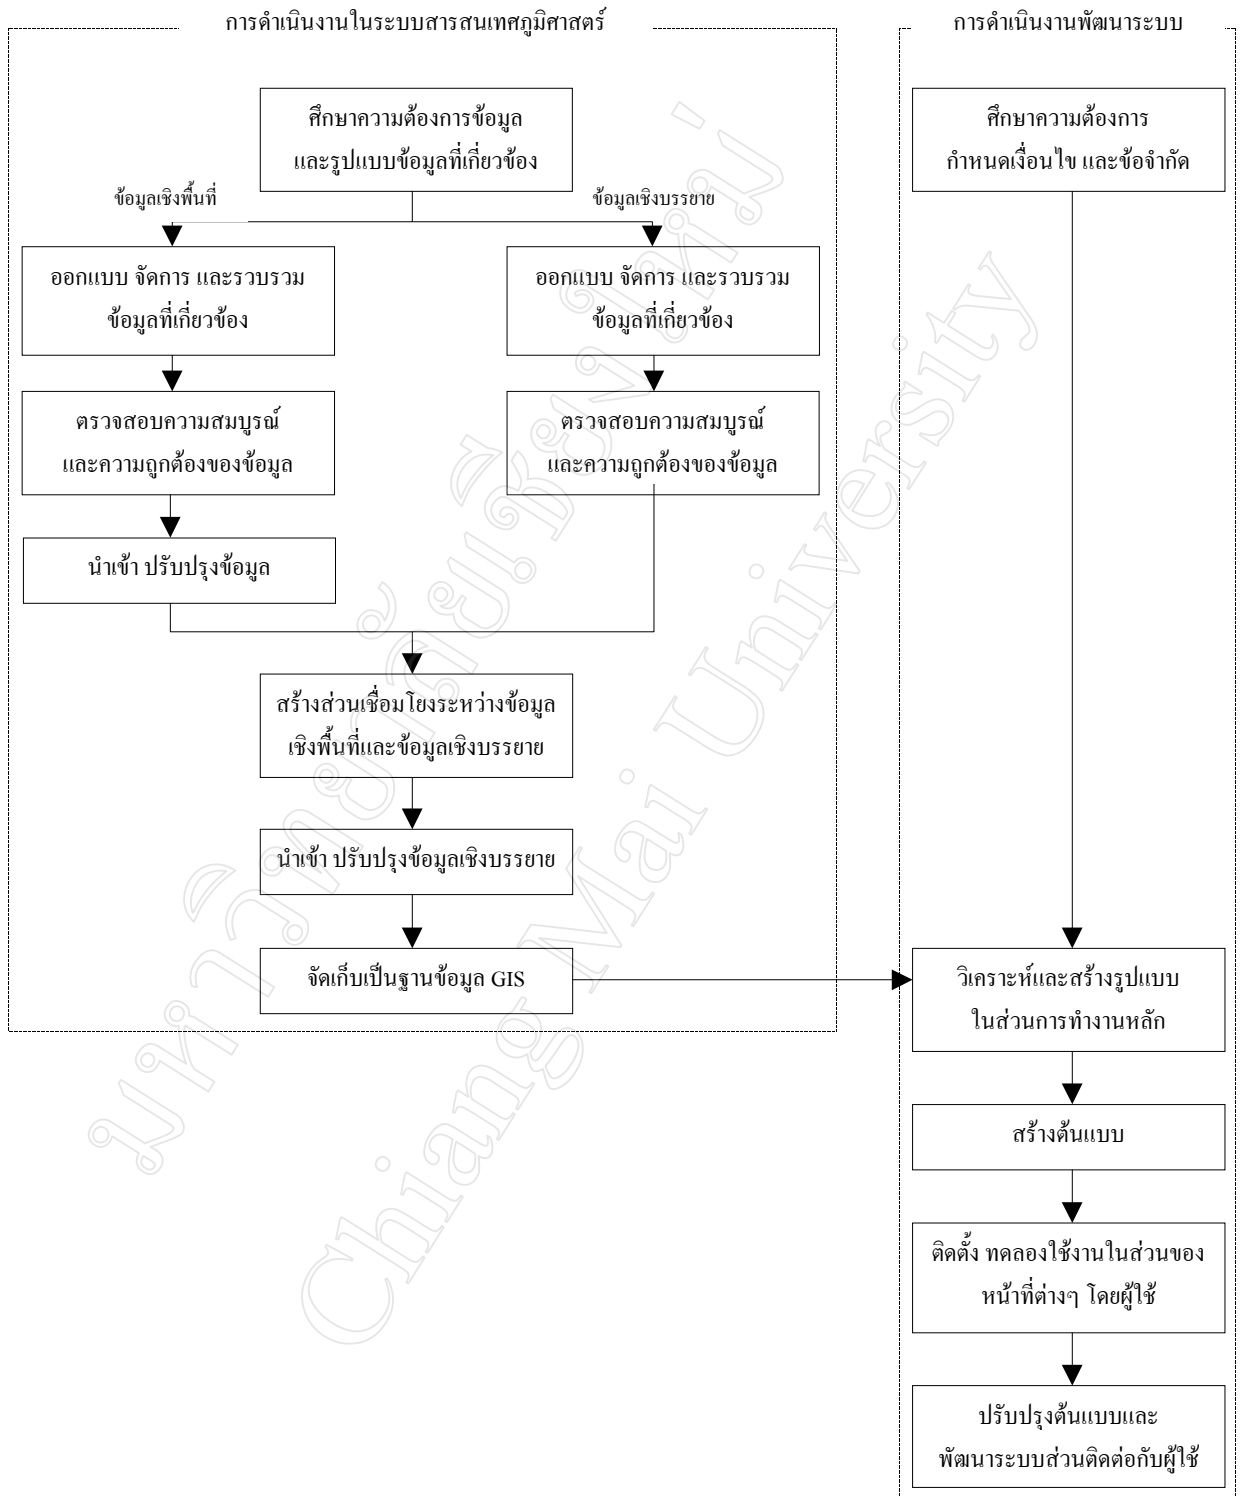 การดำเนินงานในระบบสารสนเทศภูมิศาสตร์
ศึกษาความต้องการข้อมูล
และรูปแบบข้อมูลที่เกี่ยวข้อง
ข้อมูลเชิงพื้นที่
ข้อมูลเชิงบรรยาย
ออกแบบ จัดการ และรวบรวม
ข้อมูลที่เกี่ยวข้อง
ออกแบบ จัดการ และรวบรวม
ข้อมูลที่เกี่ยวข้อง
ตรวจสอบความสมบูรณ์
และความถูกต้องของข้อมูล
ตรวจสอบความสมบูรณ์
และความถูกต้องของข้อมูล
นำเข้า ปรับปรุงข้อมูล
สร้างส่วนเชื่อมโยงระหว่างข้อมูล
เชิงพื้นที่และข้อมูลเชิงบรรยาย
นำเข้า ปรับปรุงข้อมูลเชิงบรรยาย
จัดเก็บเป็นฐานข้อมูล GIS
การดำเนินงานพัฒนาระบบ
ศึกษาความต้องการ
กำหนดเงื่อนไข และข้อจำกัด
วิเคราะห์และสร้างรูปแบบ
ในส่วนการทำงานหลัก
สร้างต้นแบบ
ติดตั้ง ทดลองใช้งานในส่วนของ
หน้าที่ต่างๆ โดยผู้ใช้
ปรับปรุงต้นแบบและ
พัฒนาระบบส่วนติดต่อกับผู้ใช้
มหาวิทยาลัยเชียงใหม่
Chiang Mai University